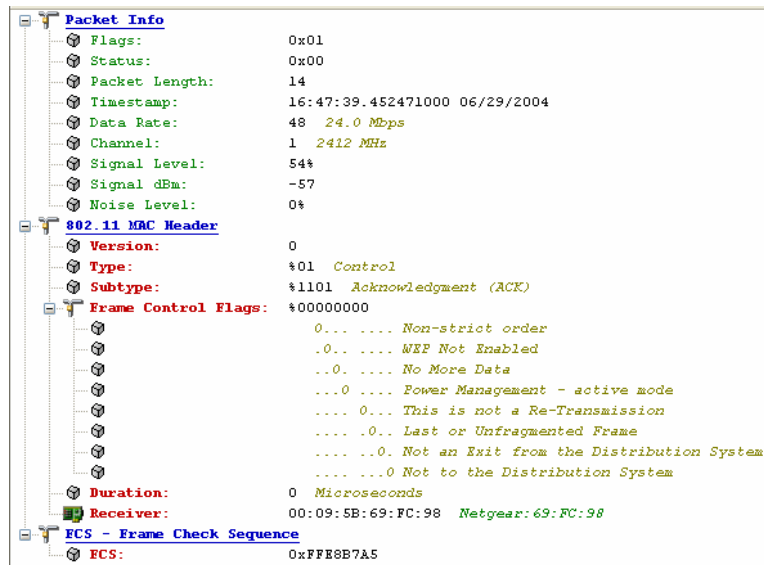 Packet Info
Flags: 0x01
Status: 0x00
Packet Length: 14
Timestamp: 16:47:39.452471000 06/29/2004
Data Rate: 48 24.0 Mbps
Channel: 1 2412 MHz
Signal Level: 54%
Signal dBm: -57
Noise Level: 0%
802.11 MAC Header
Version: 0
Type: %01 Control
Subtype: %1101 Acknowledgment (ACK)
Frame Control Flags: %00000000
0... .... Non-strict order
.0.. .... WEP Not Enabled
..0. .... No More Data
...0 .... Power Management - active mode
.... 0... This is not a Re-Transmission
.... .0.. Last or Unfragmented Frame
.... ..0. Not an Exit from the Distribution System
.... ...0 Not to the Distribution System
Duration: 0 Microseconds
Receiver: 00:09:5B:69:FC:98 Netgear:69:FC:98
FCS - Frame Check Sequence
FCS: 0xFFE8B7A5